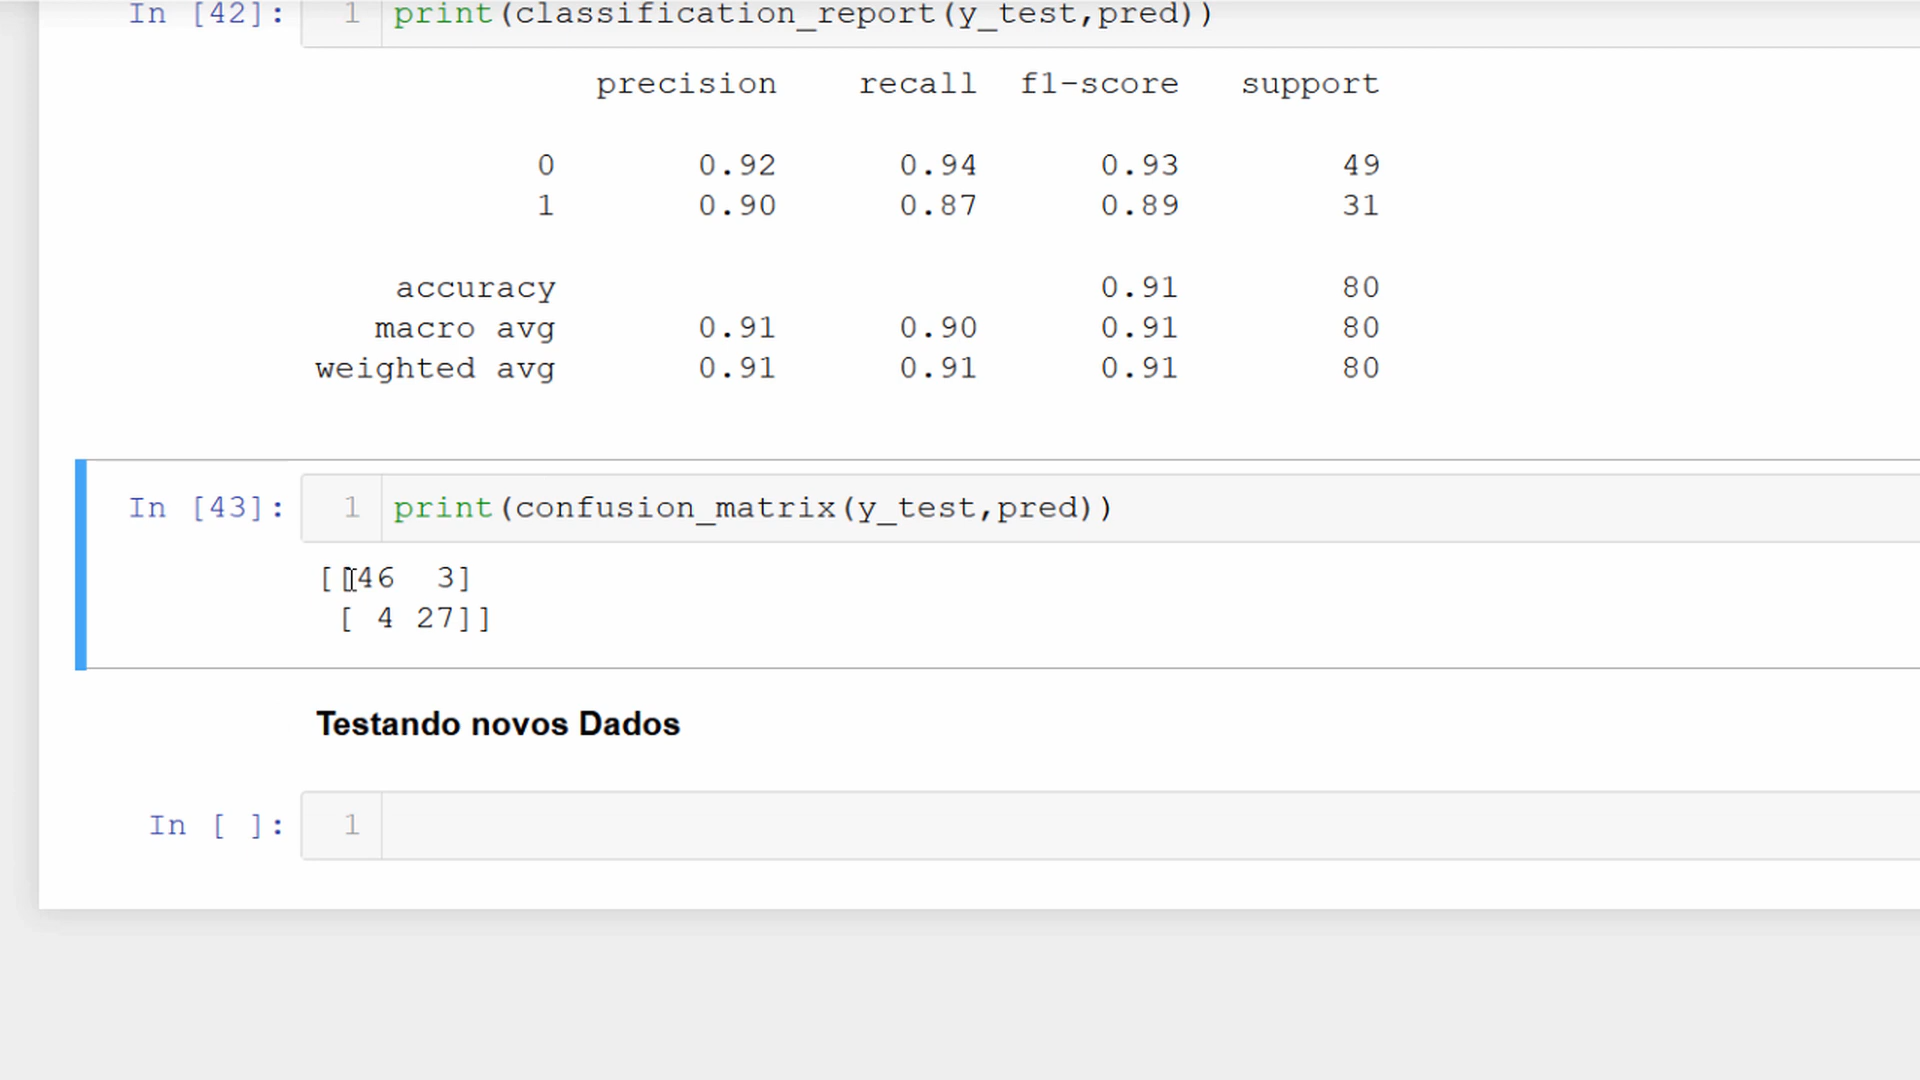 In [42]: 1 print(classification_report(y_test,pred))
precision recall f1-score support
0 0.92 0.94 0.93 49
1 0.90 0.87 0.89 31
accuracy 0.91 80
macro avg 0.91 0.90 0.91 80
weighted avg 0.91 0.91 0.91 80
In [43]: 1 print(confusion_matrix(y_test,pred))
[[46 3]
[ 4 27]]
Testando novos Dados
In [ ]: 1